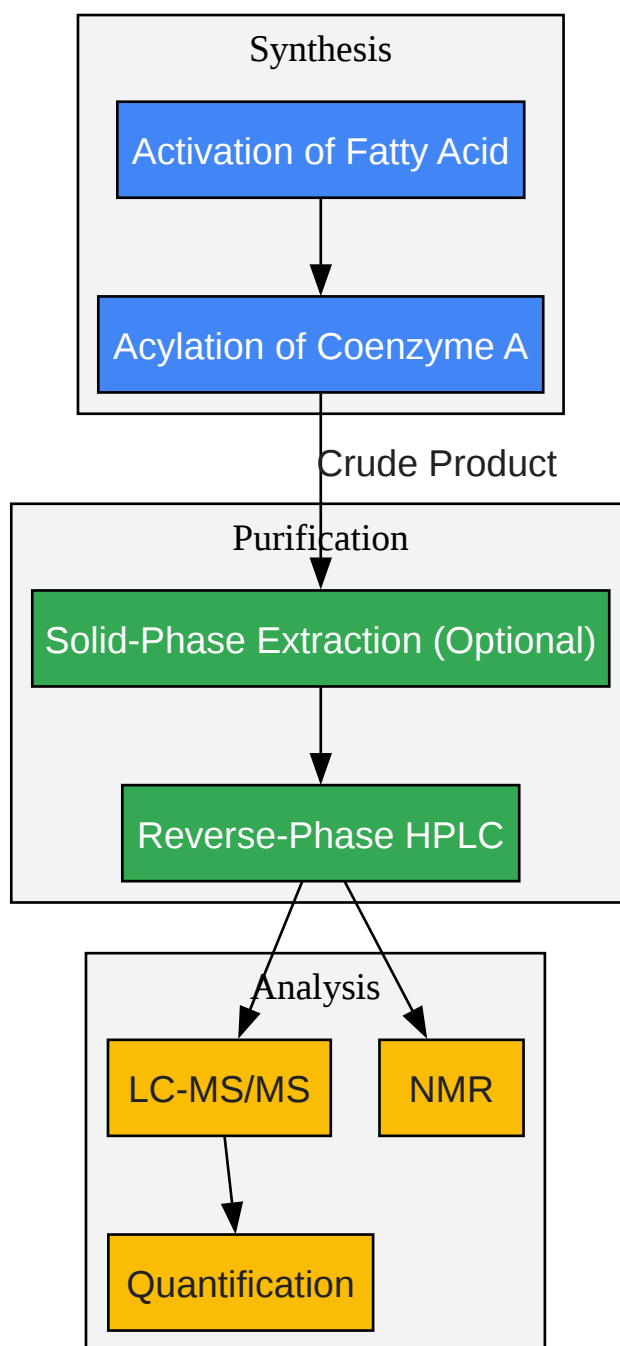 Synthesis
Activation of Fatty Acid
Acylation of Coenzyme A
Crude Product
Purification
Solid-Phase Extraction (Optional)
Reverse-Phase HPLC
Analysis
LC-MS/MS
NMR
Quantification